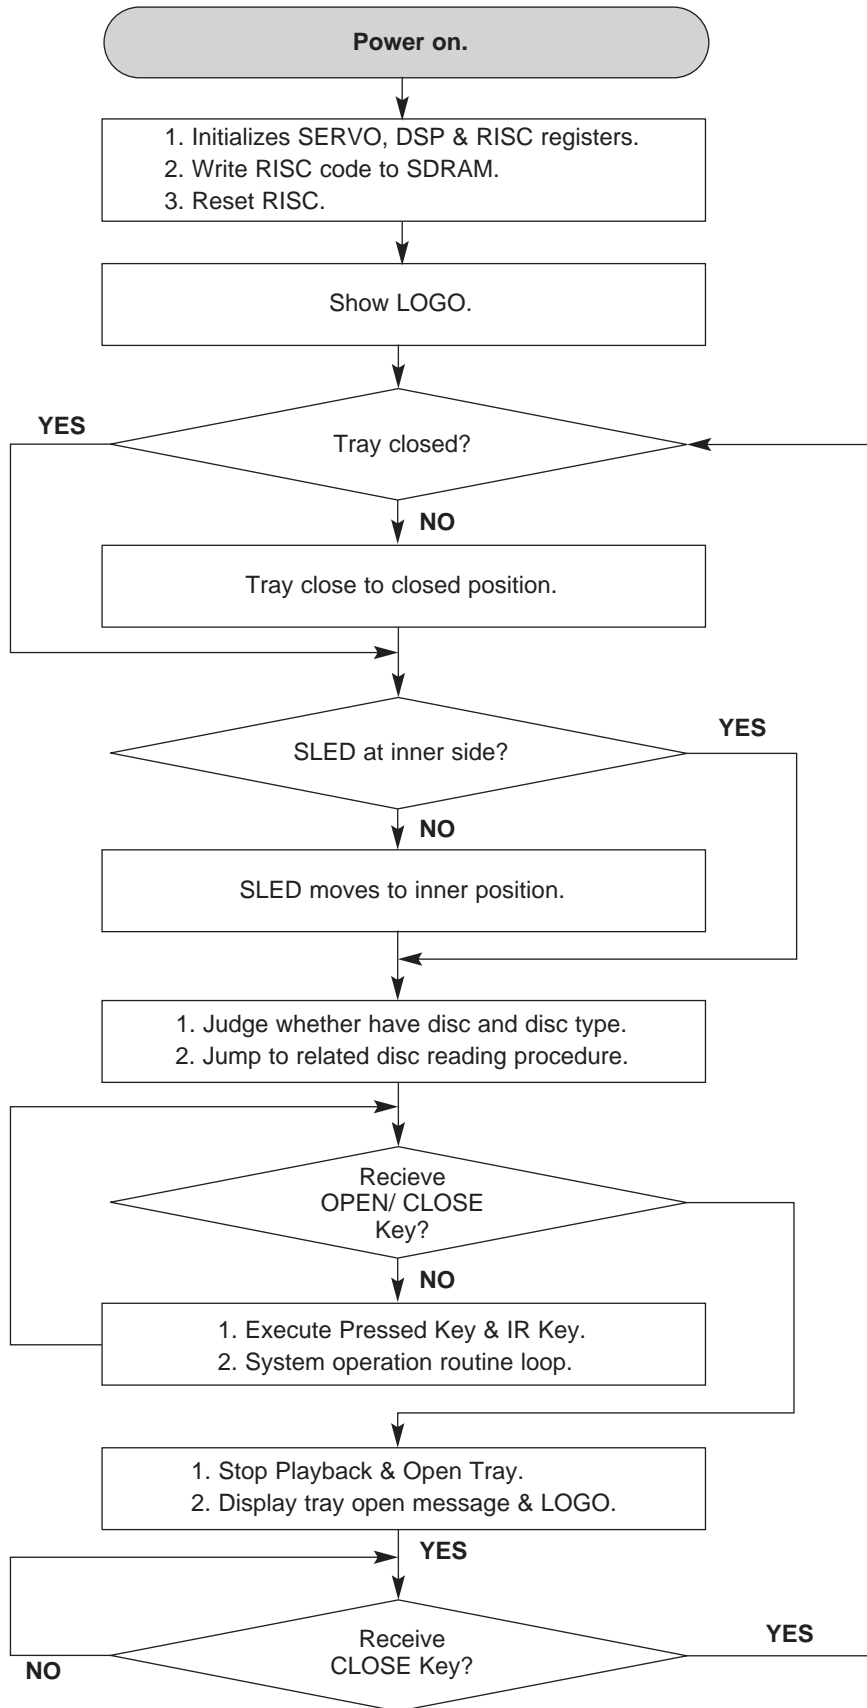 Power on.
1. Initializes SERVO, DSP & RISC registers.
2. Write RISC code to SDRAM.
3. Reset RISC.
Show LOGO.
YES
Tray closed?
NO
Tray close to closed position.
YES
SLED at inner side?
NO
SLED moves to inner position.
1. Judge whether have disc and disc type.
2. Jump to related disc reading procedure.
Recieve
OPEN/ CLOSE
Key?
NO
1. Execute Pressed Key & IR Key.
2. System operation routine loop.
1. Stop Playback & Open Tray.
2. Display tray open message & LOGO.
YES
Receive
CLOSE Key?
YES
NO